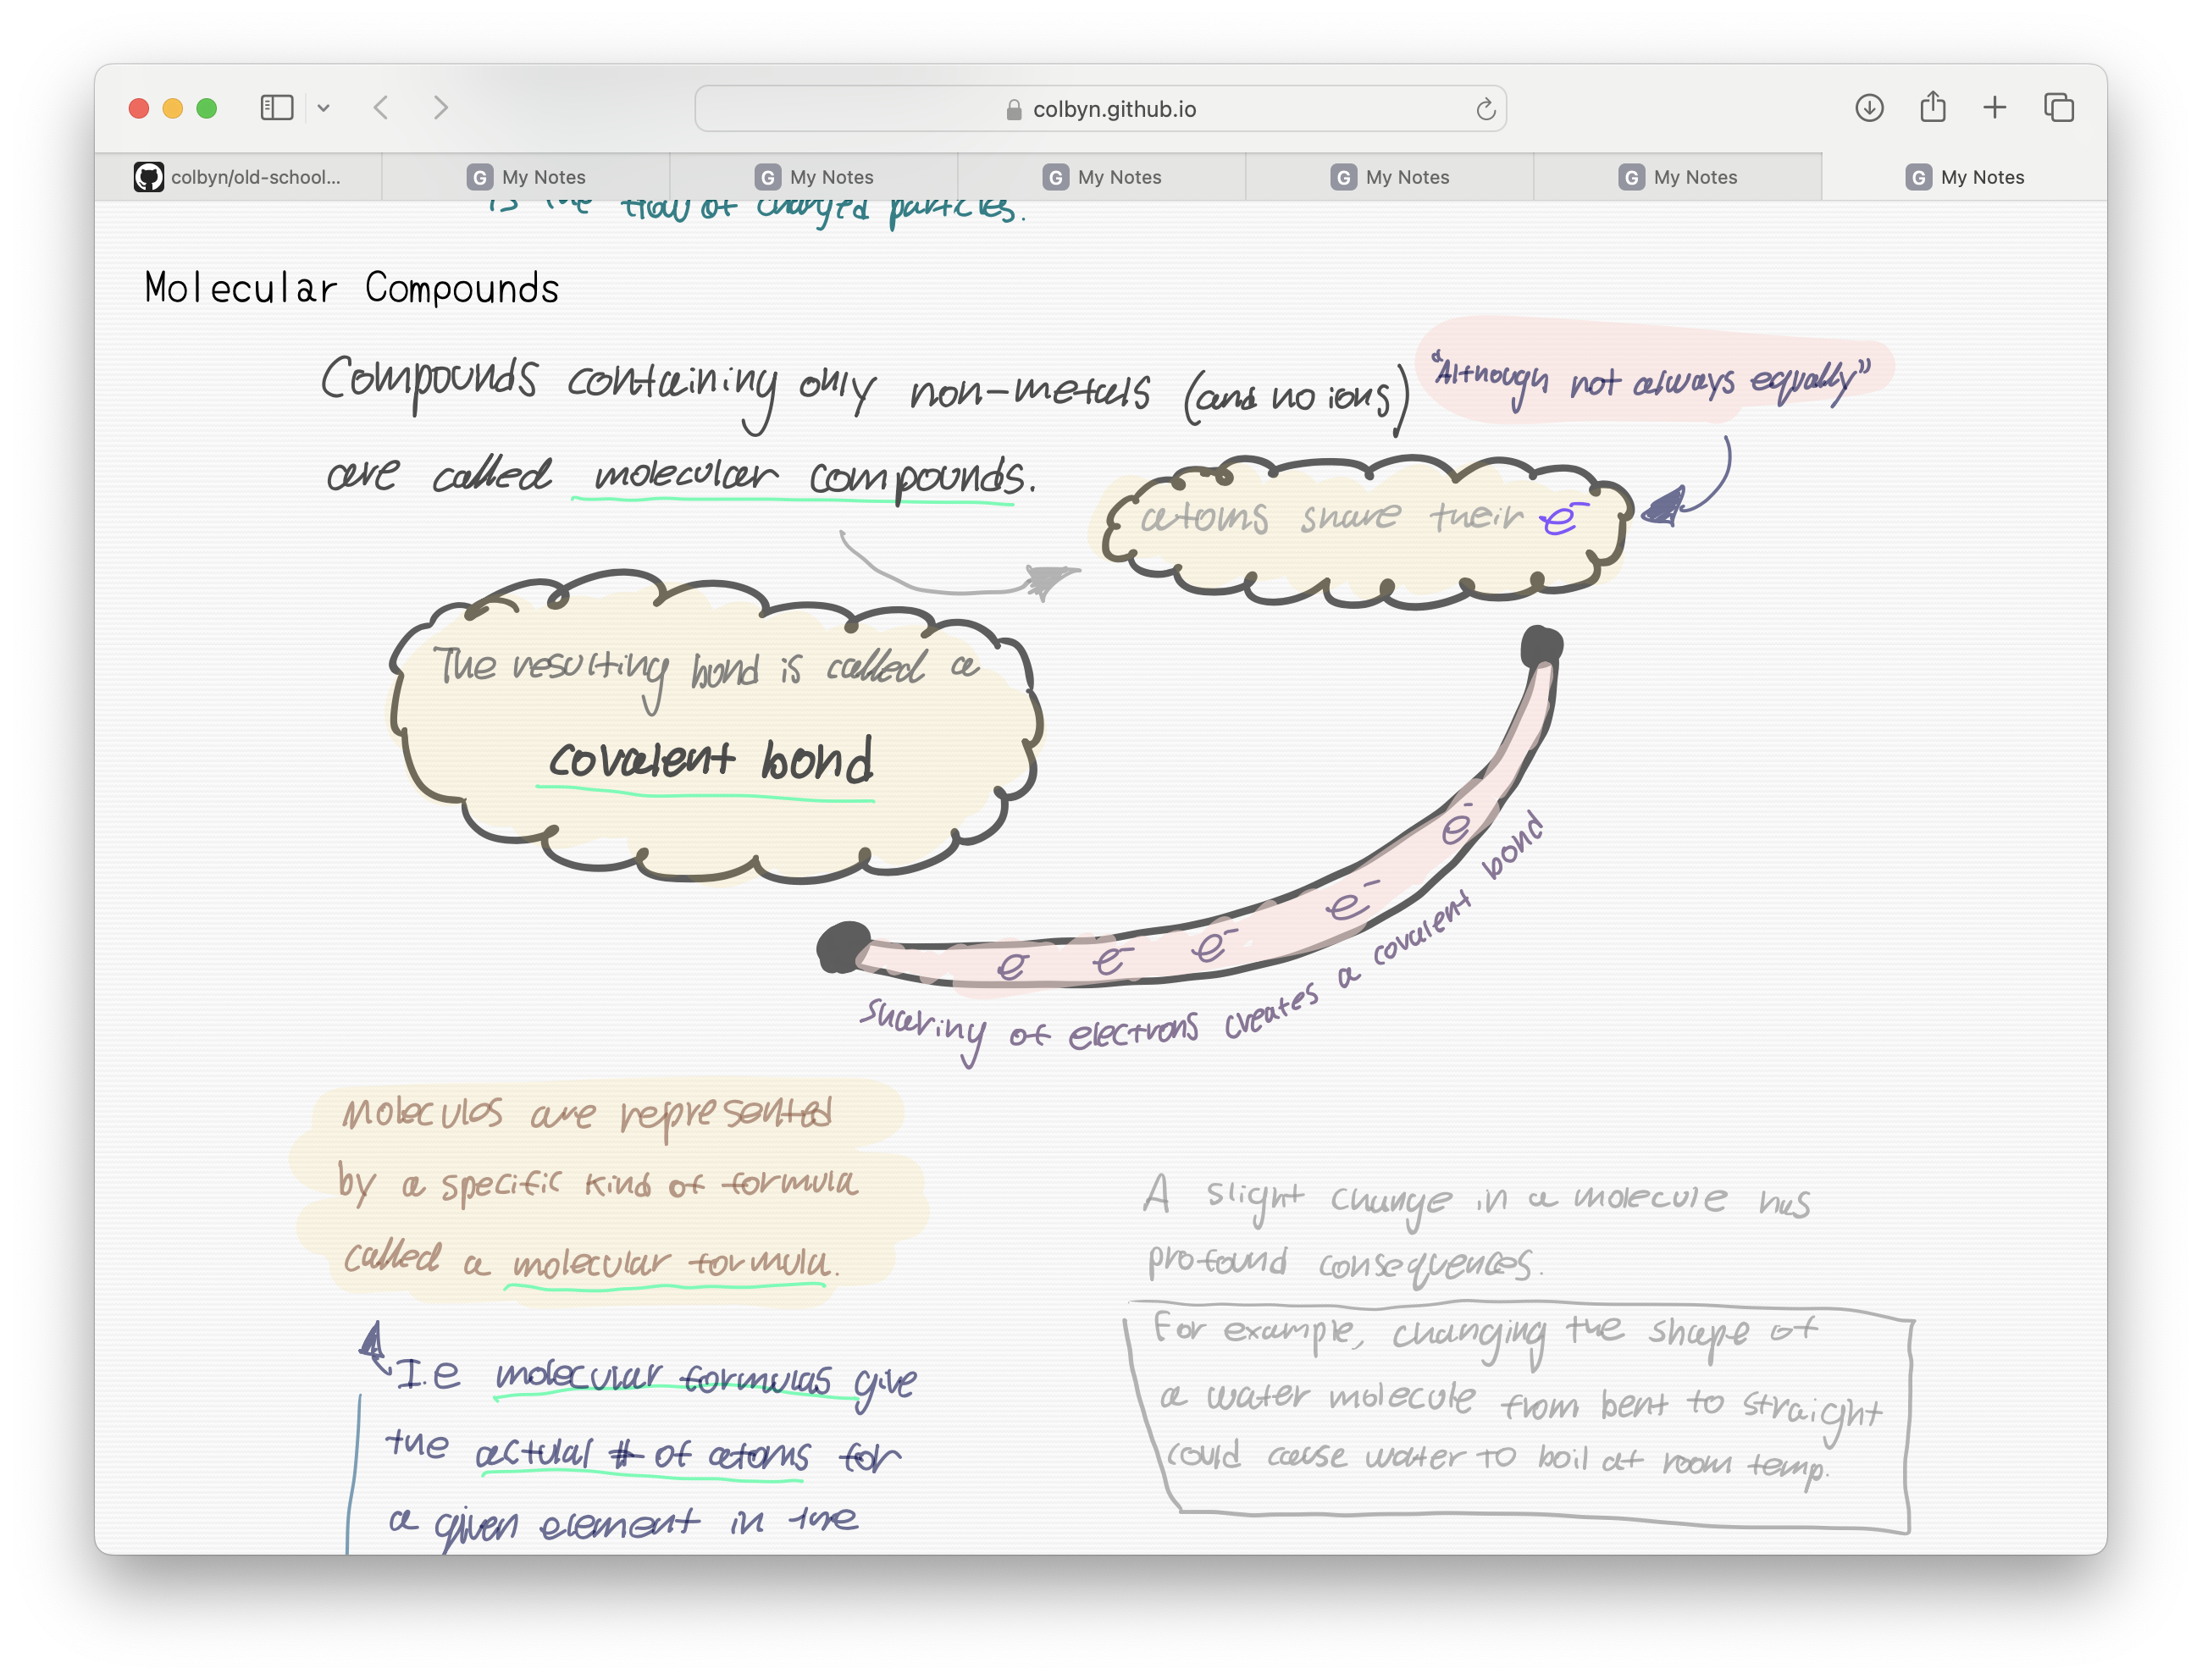 colbyn.github.io
colbyn/old-school...
G My Notes
G My Notes
G My Notes
G My Notes
G My Notes
G My Notes
is the flow of charged particles.
Molecular Compounds
Compounds containing only non-metals (and no ions)
"Although not always equally"
are called molecular compounds.
atoms share their e⁻
The resulting bond is called a
covalent bond
e⁻
e⁻
e⁻
e⁻
e⁻
sharing of electrons creates a covalent bond
Molecules are represented
by a specific kind of formula
called a molecular formula.
A slight change in a molecule has
profound consequences.
For example, changing the shape of
a water molecule from bent to straight
could cause water to boil at room temp.
I.e molecular formulas give
the actual # of atoms for
a given element in the